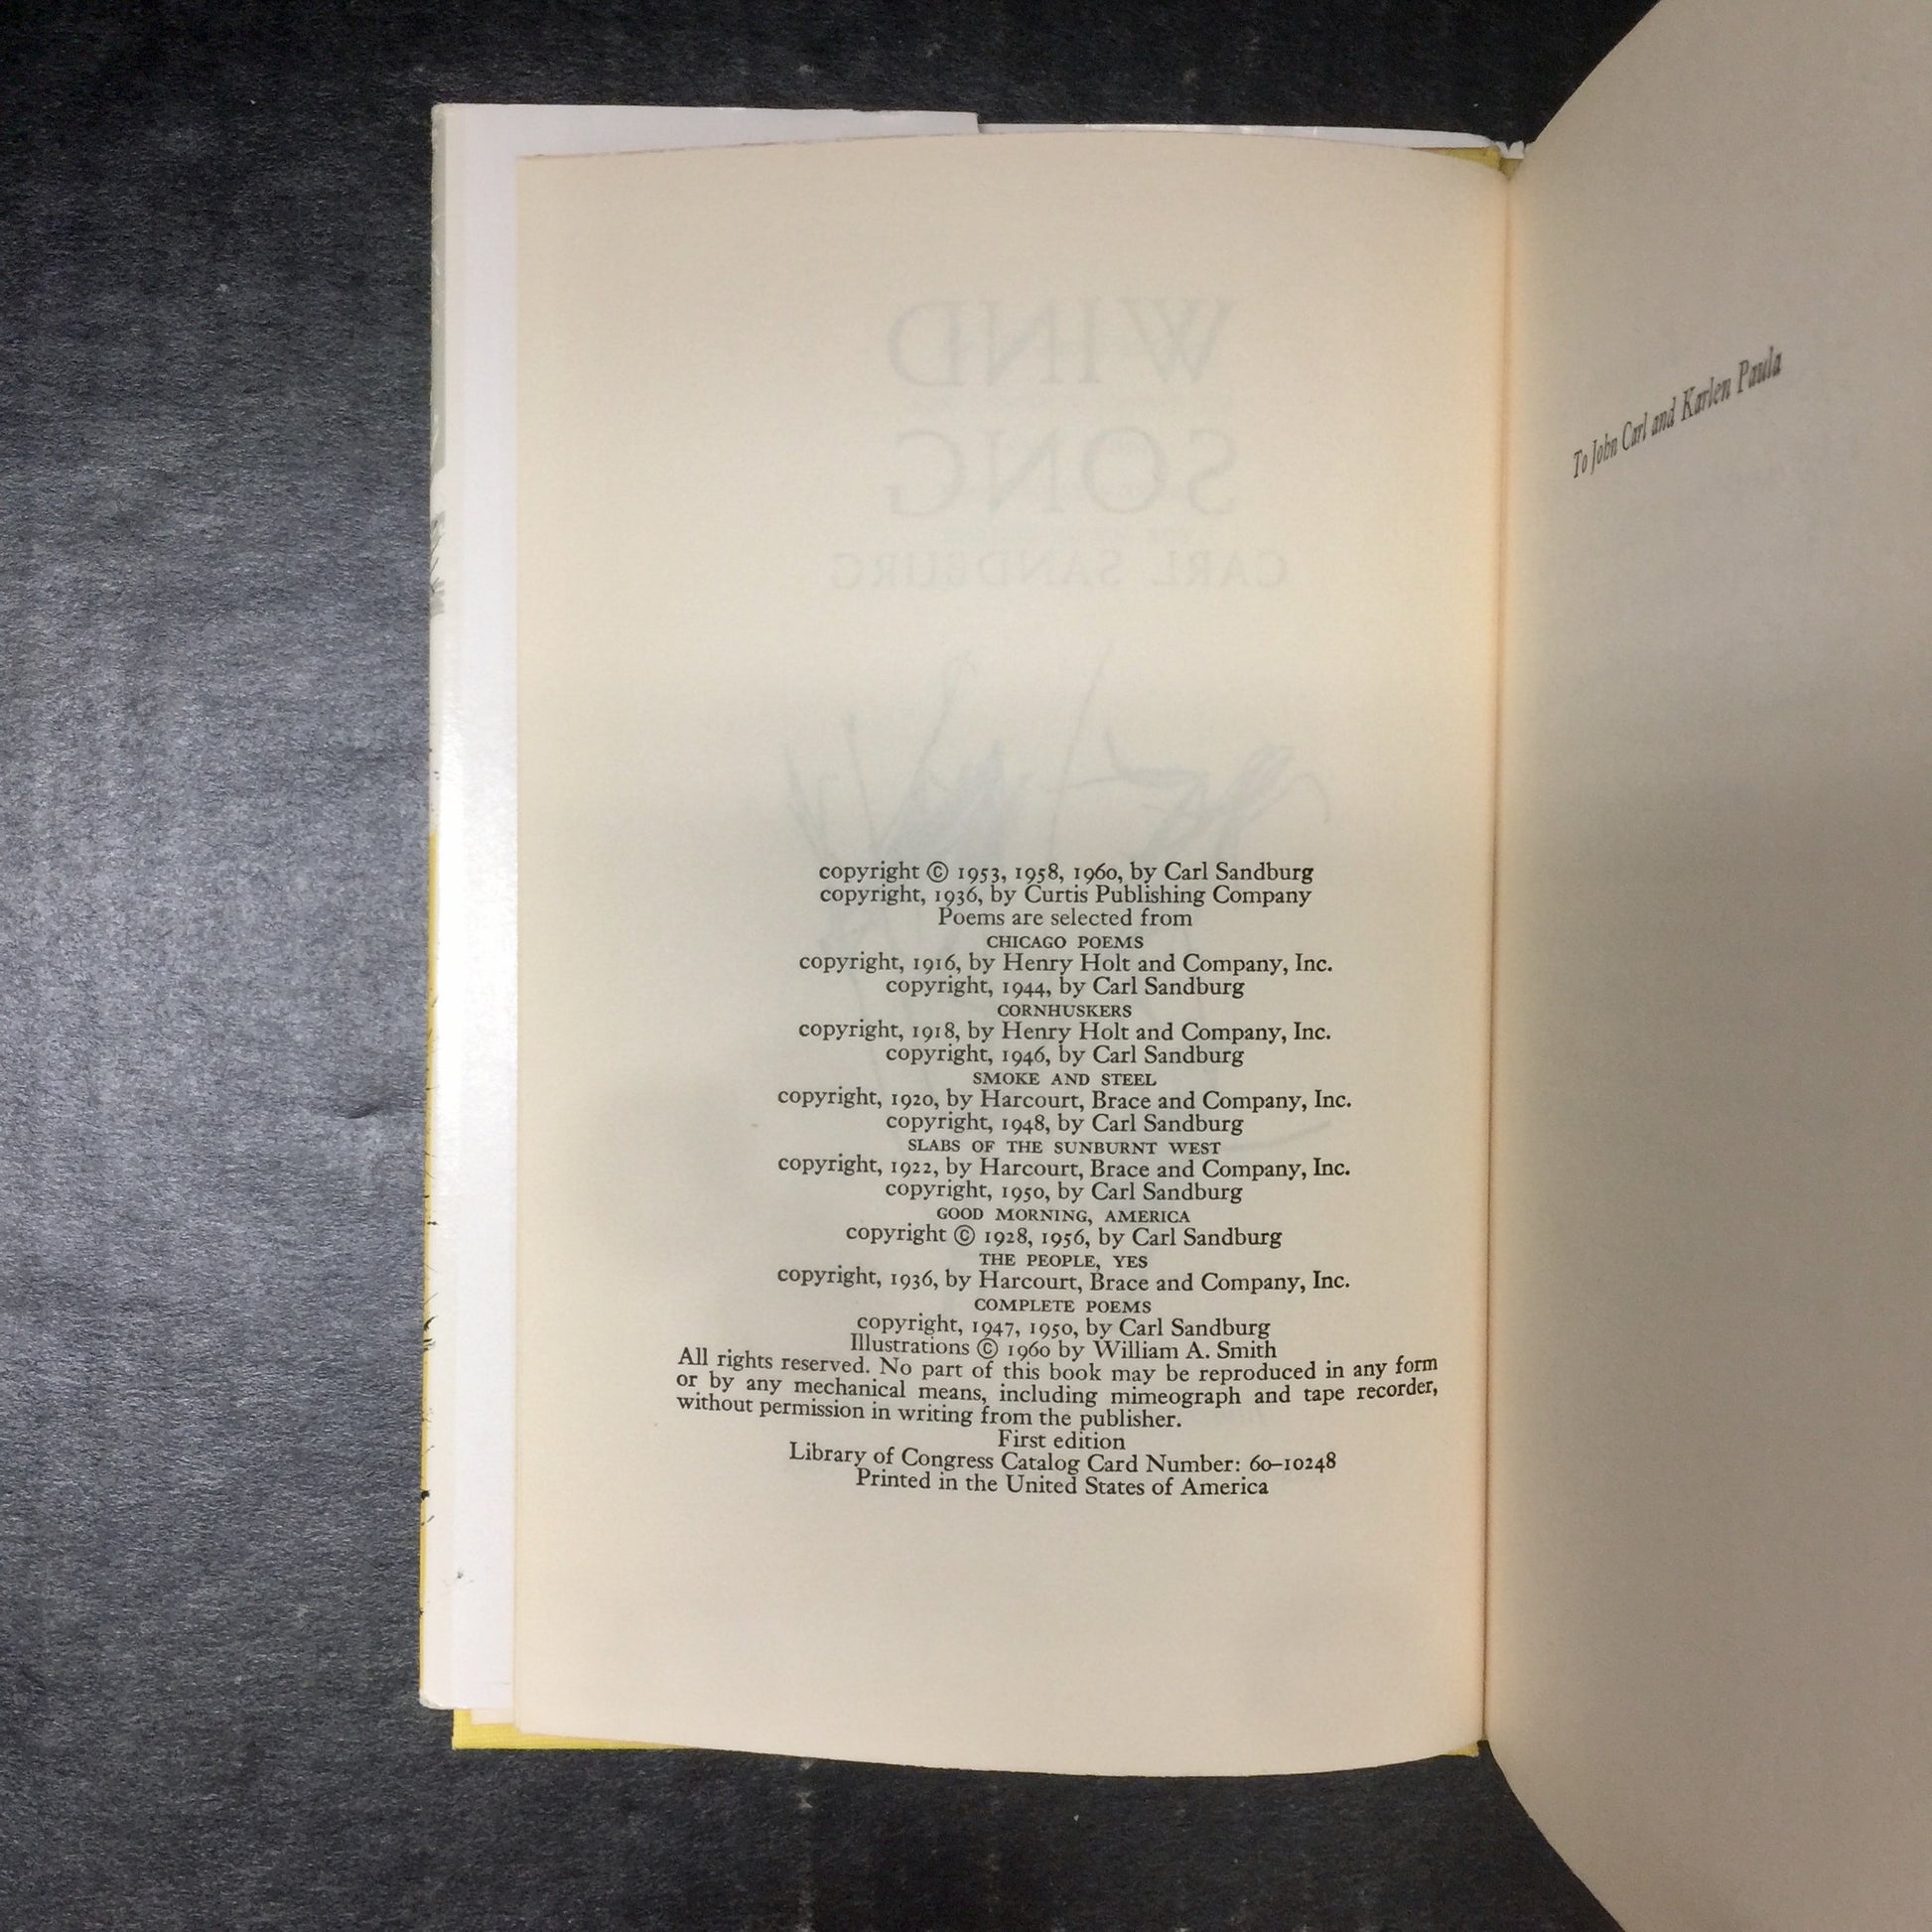 WIND
SONG
CARL SANDBURG
copyright © 1953, 1958, 1960, by Carl Sandburg
copyright, 1936, by Curtis Publishing Company
Poems are selected from
CHICAGO POEMS
copyright, 1916, by Henry Holt and Company, Inc.
copyright, 1944, by Carl Sandburg
CORNHUSKERS
copyright, 1918, by Henry Holt and Company, Inc.
copyright, 1946, by Carl Sandburg
SMOKE AND STEEL
copyright, 1920, by Harcourt, Brace and Company, Inc.
copyright, 1948, by Carl Sandburg
SLABS OF THE SUNBURNT WEST
copyright, 1922, by Harcourt, Brace and Company, Inc.
copyright, 1950, by Carl Sandburg
GOOD MORNING, AMERICA
copyright © 1928, 1956, by Carl Sandburg
THE PEOPLE, YES
copyright, 1936, by Harcourt, Brace and Company, Inc.
COMPLETE POEMS
copyright, 1947, 1950, by Carl Sandburg
Illustrations © 1960 by William A. Smith
All rights reserved. No part of this book may be reproduced in any form
or by any mechanical means, including mimeograph and tape recorder,
without permission in writing from the publisher.
First edition
Library of Congress Catalog Card Number: 60–10248
Printed in the United States of America
To John Carl and Karlen Paula